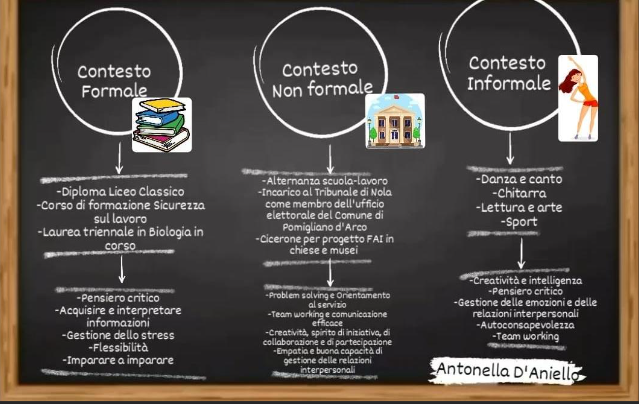 Contesto
Formale
-Diploma Liceo Classico
-Corso di formazione Sicurezza
sul lavoro
-Laurea triennale in Biologia in
corso
-Pensiero critico
-Acquisire e interpretare
informazioni
-Gestione dello stress
-Flessibilità
-Imparare a imparare
Contesto
Non formale
-Alternanza scuola-lavoro
-Incarico al Tribunale di Nola
come membro dell'ufficio
elettorale del Comune di
Pomigliano d'Arco
-Cicerone per progetto FAI in
chiese e musei
-Problem solving e Orientamento
al servizio
-Team working e comunicazione
efficace
-Creatività, spirito di iniziativa, di
collaborazione e di partecipazione
-Empatia e buona capacità di
gestione delle relazioni
interpersonali
Contesto
Informale
-Danza e canto
-Chitarra
-Lettura e arte
-Sport
-Creatività e intelligenza
-Pensiero critico
-Gestione delle emozioni e delle
relazioni interpersonali
-Autoconsapevolezza
-Team working
Antonella D'Aniello